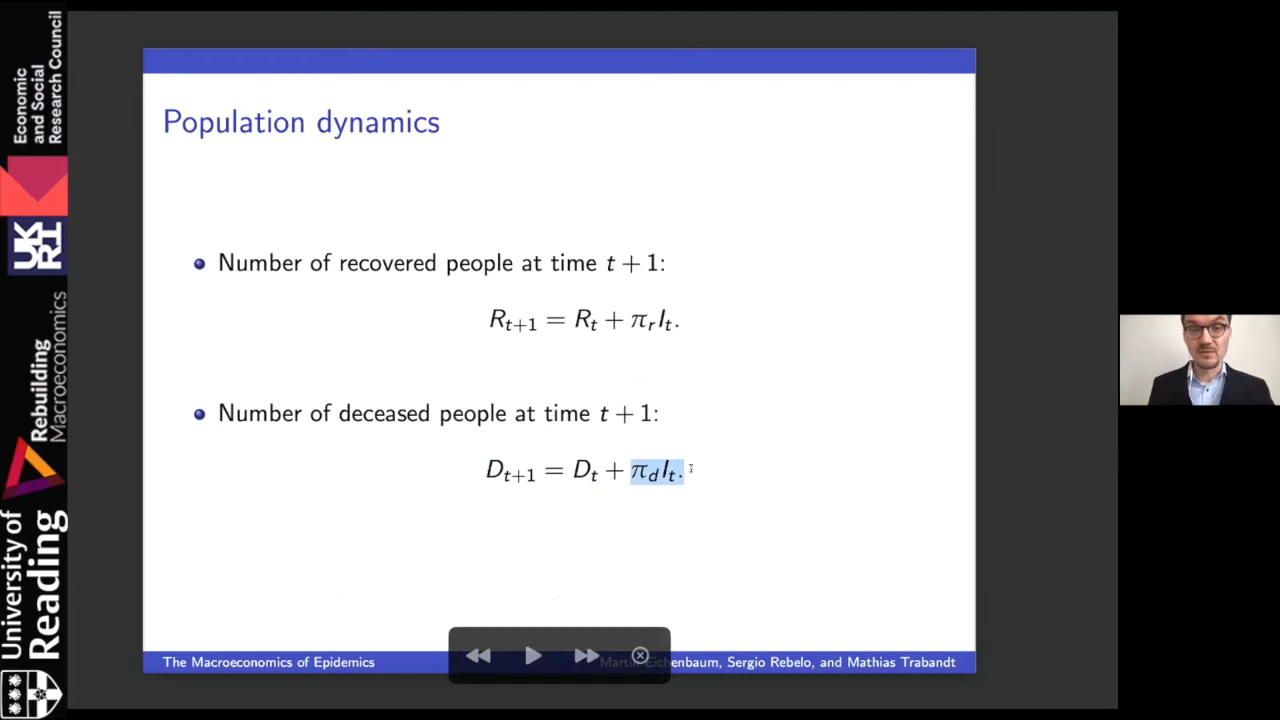 Economic
and Social
Research Council
UKRI
Rebuilding
Macroeconomics
University of
Reading
Population dynamics
Number of recovered people at time t + 1:
R_{t+1} = R_t + π_r I_t.
Number of deceased people at time t + 1:
D_{t+1} = D_t + π_d I_t.
The Macroeconomics of Epidemics
Martin Eichenbaum, Sergio Rebelo, and Mathias Trabandt